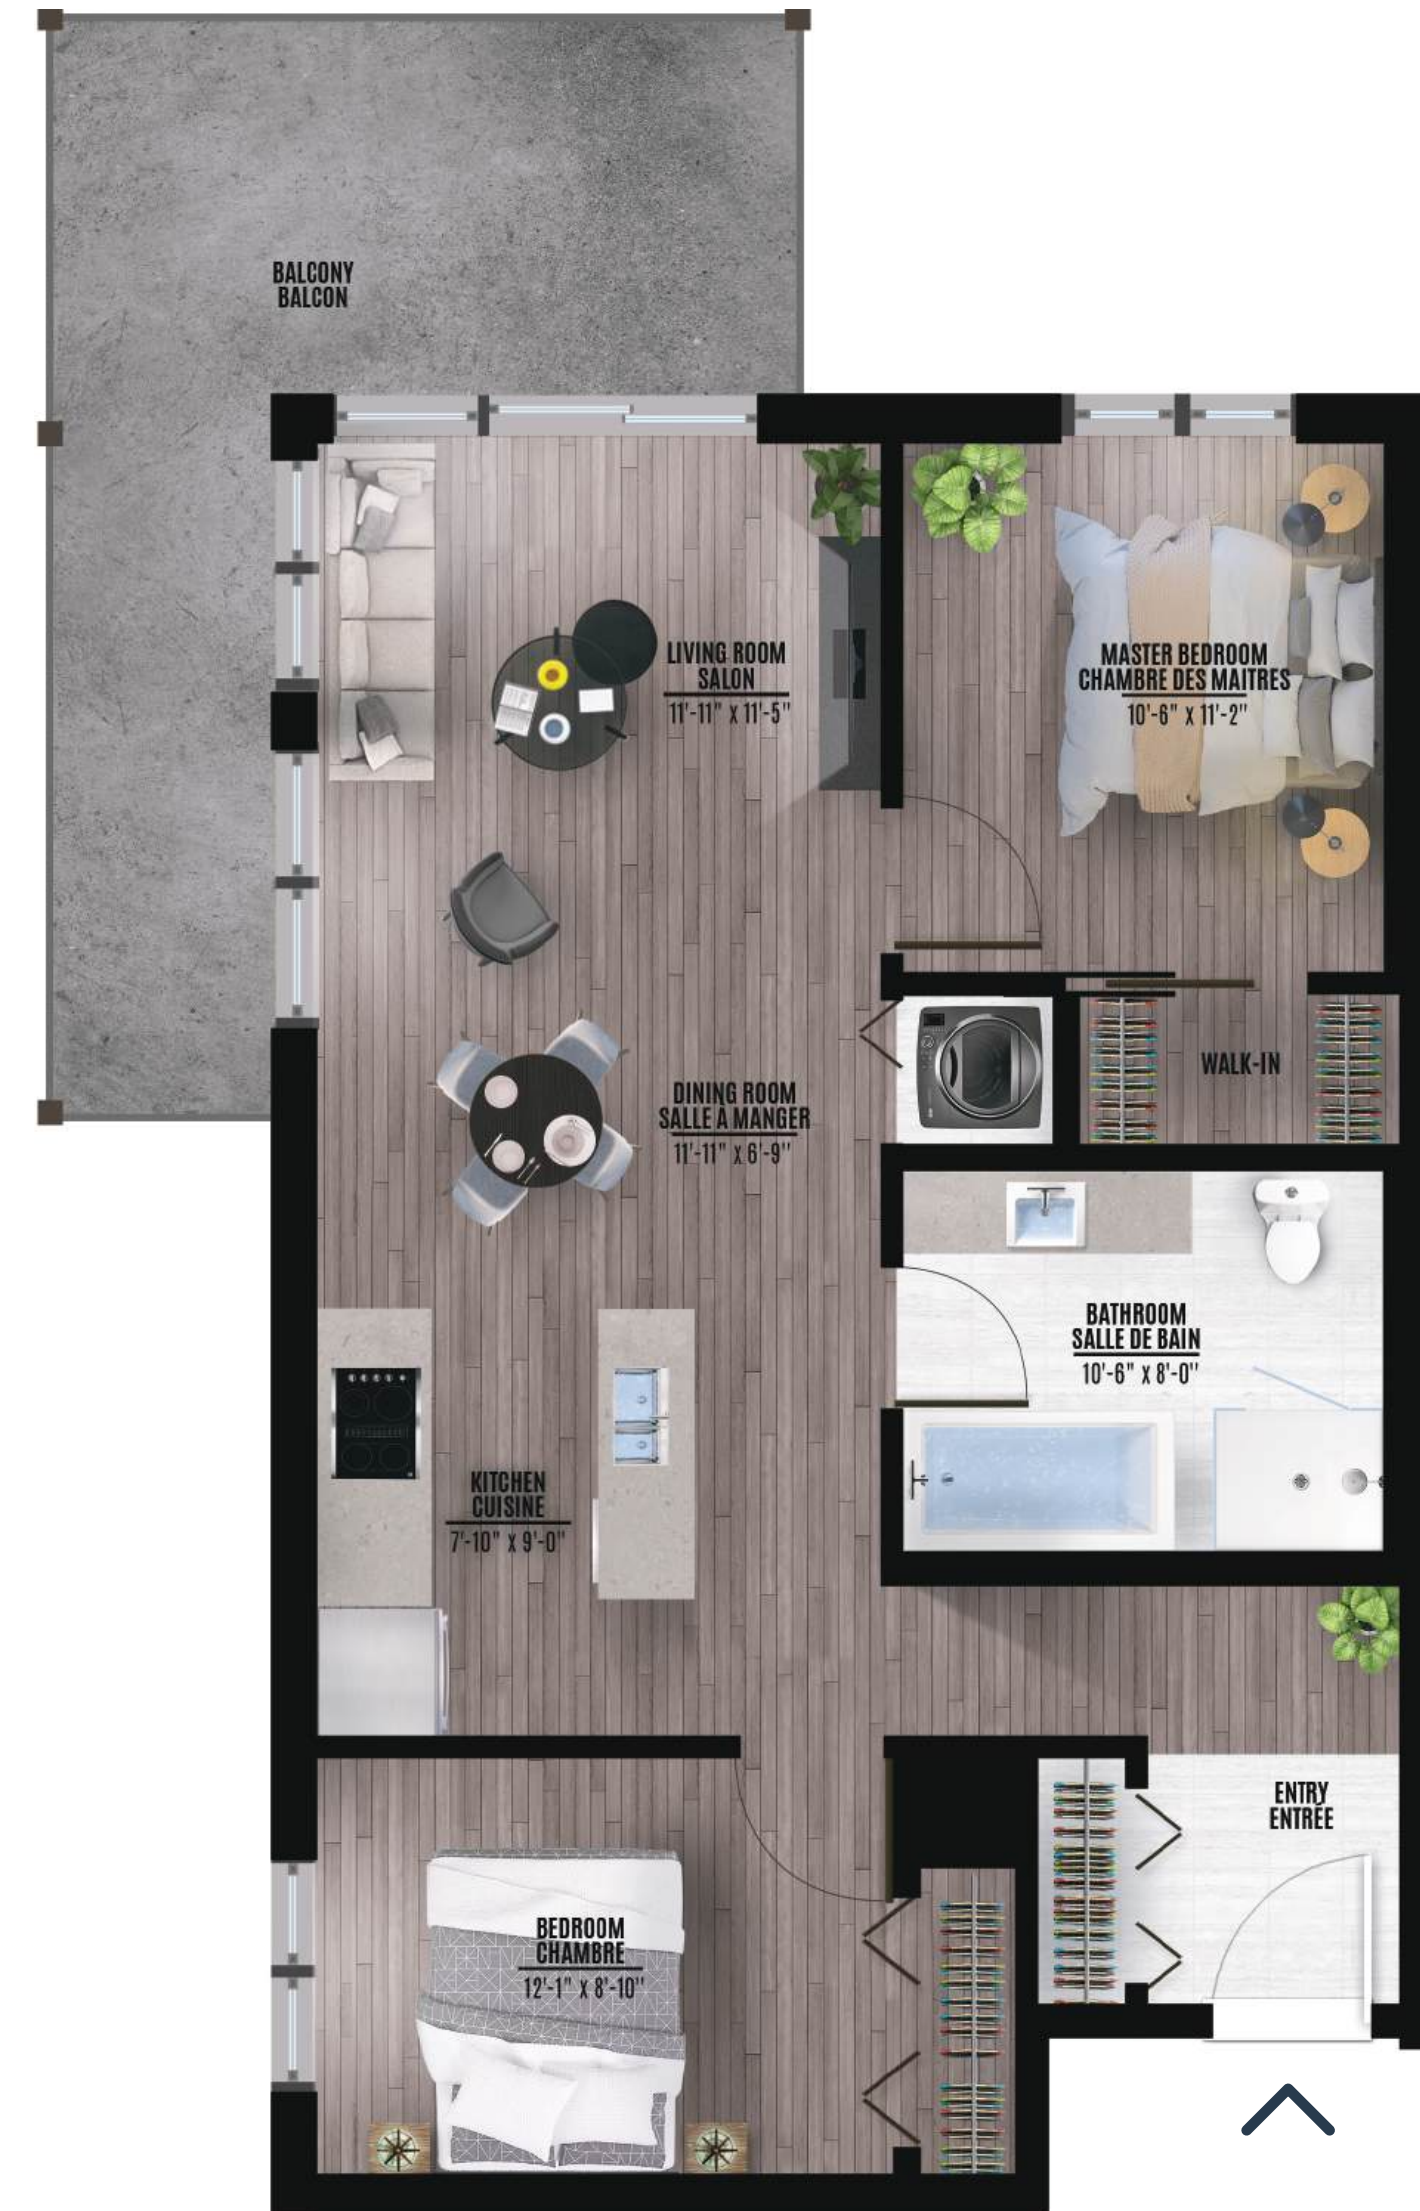 BALCONY
BALCON
LIVING ROOM
SALON
11'-11" X 11'-5"
MASTER BEDROOM
CHAMBRE DES MAITRES
10'-6" X 11'-2"
WALK-IN
DINING ROOM
SALLE À MANGER
11'-11" X 6'-9"
BATHROOM
SALLE DE BAIN
10'-6" X 8'-0"
KITCHEN
CUISINE
7'-10" X 9'-0"
ENTRY
ENTRÉE
BEDROOM
CHAMBRE
12'-1" X 8'-10"